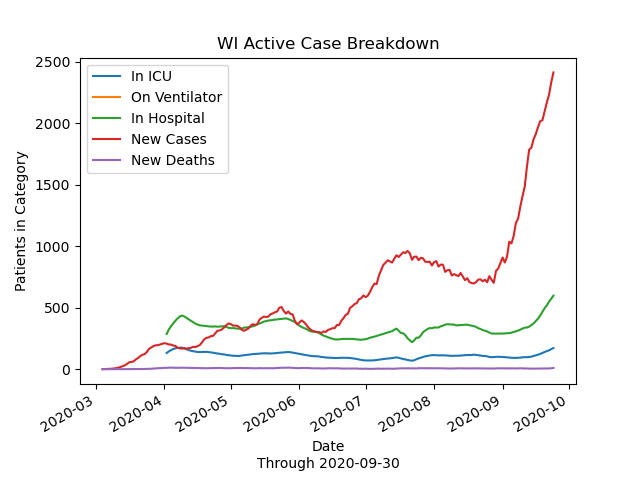 WI Active Case Breakdown
2500
2000
1500
1000
500
0
Patients in Category
In ICU
On Ventilator
In Hospital
New Cases
New Deaths
2020-03
2020-04
2020-05
2020-06
2020-07
2020-08
2020-09
2020-10
Date
Through 2020-09-30